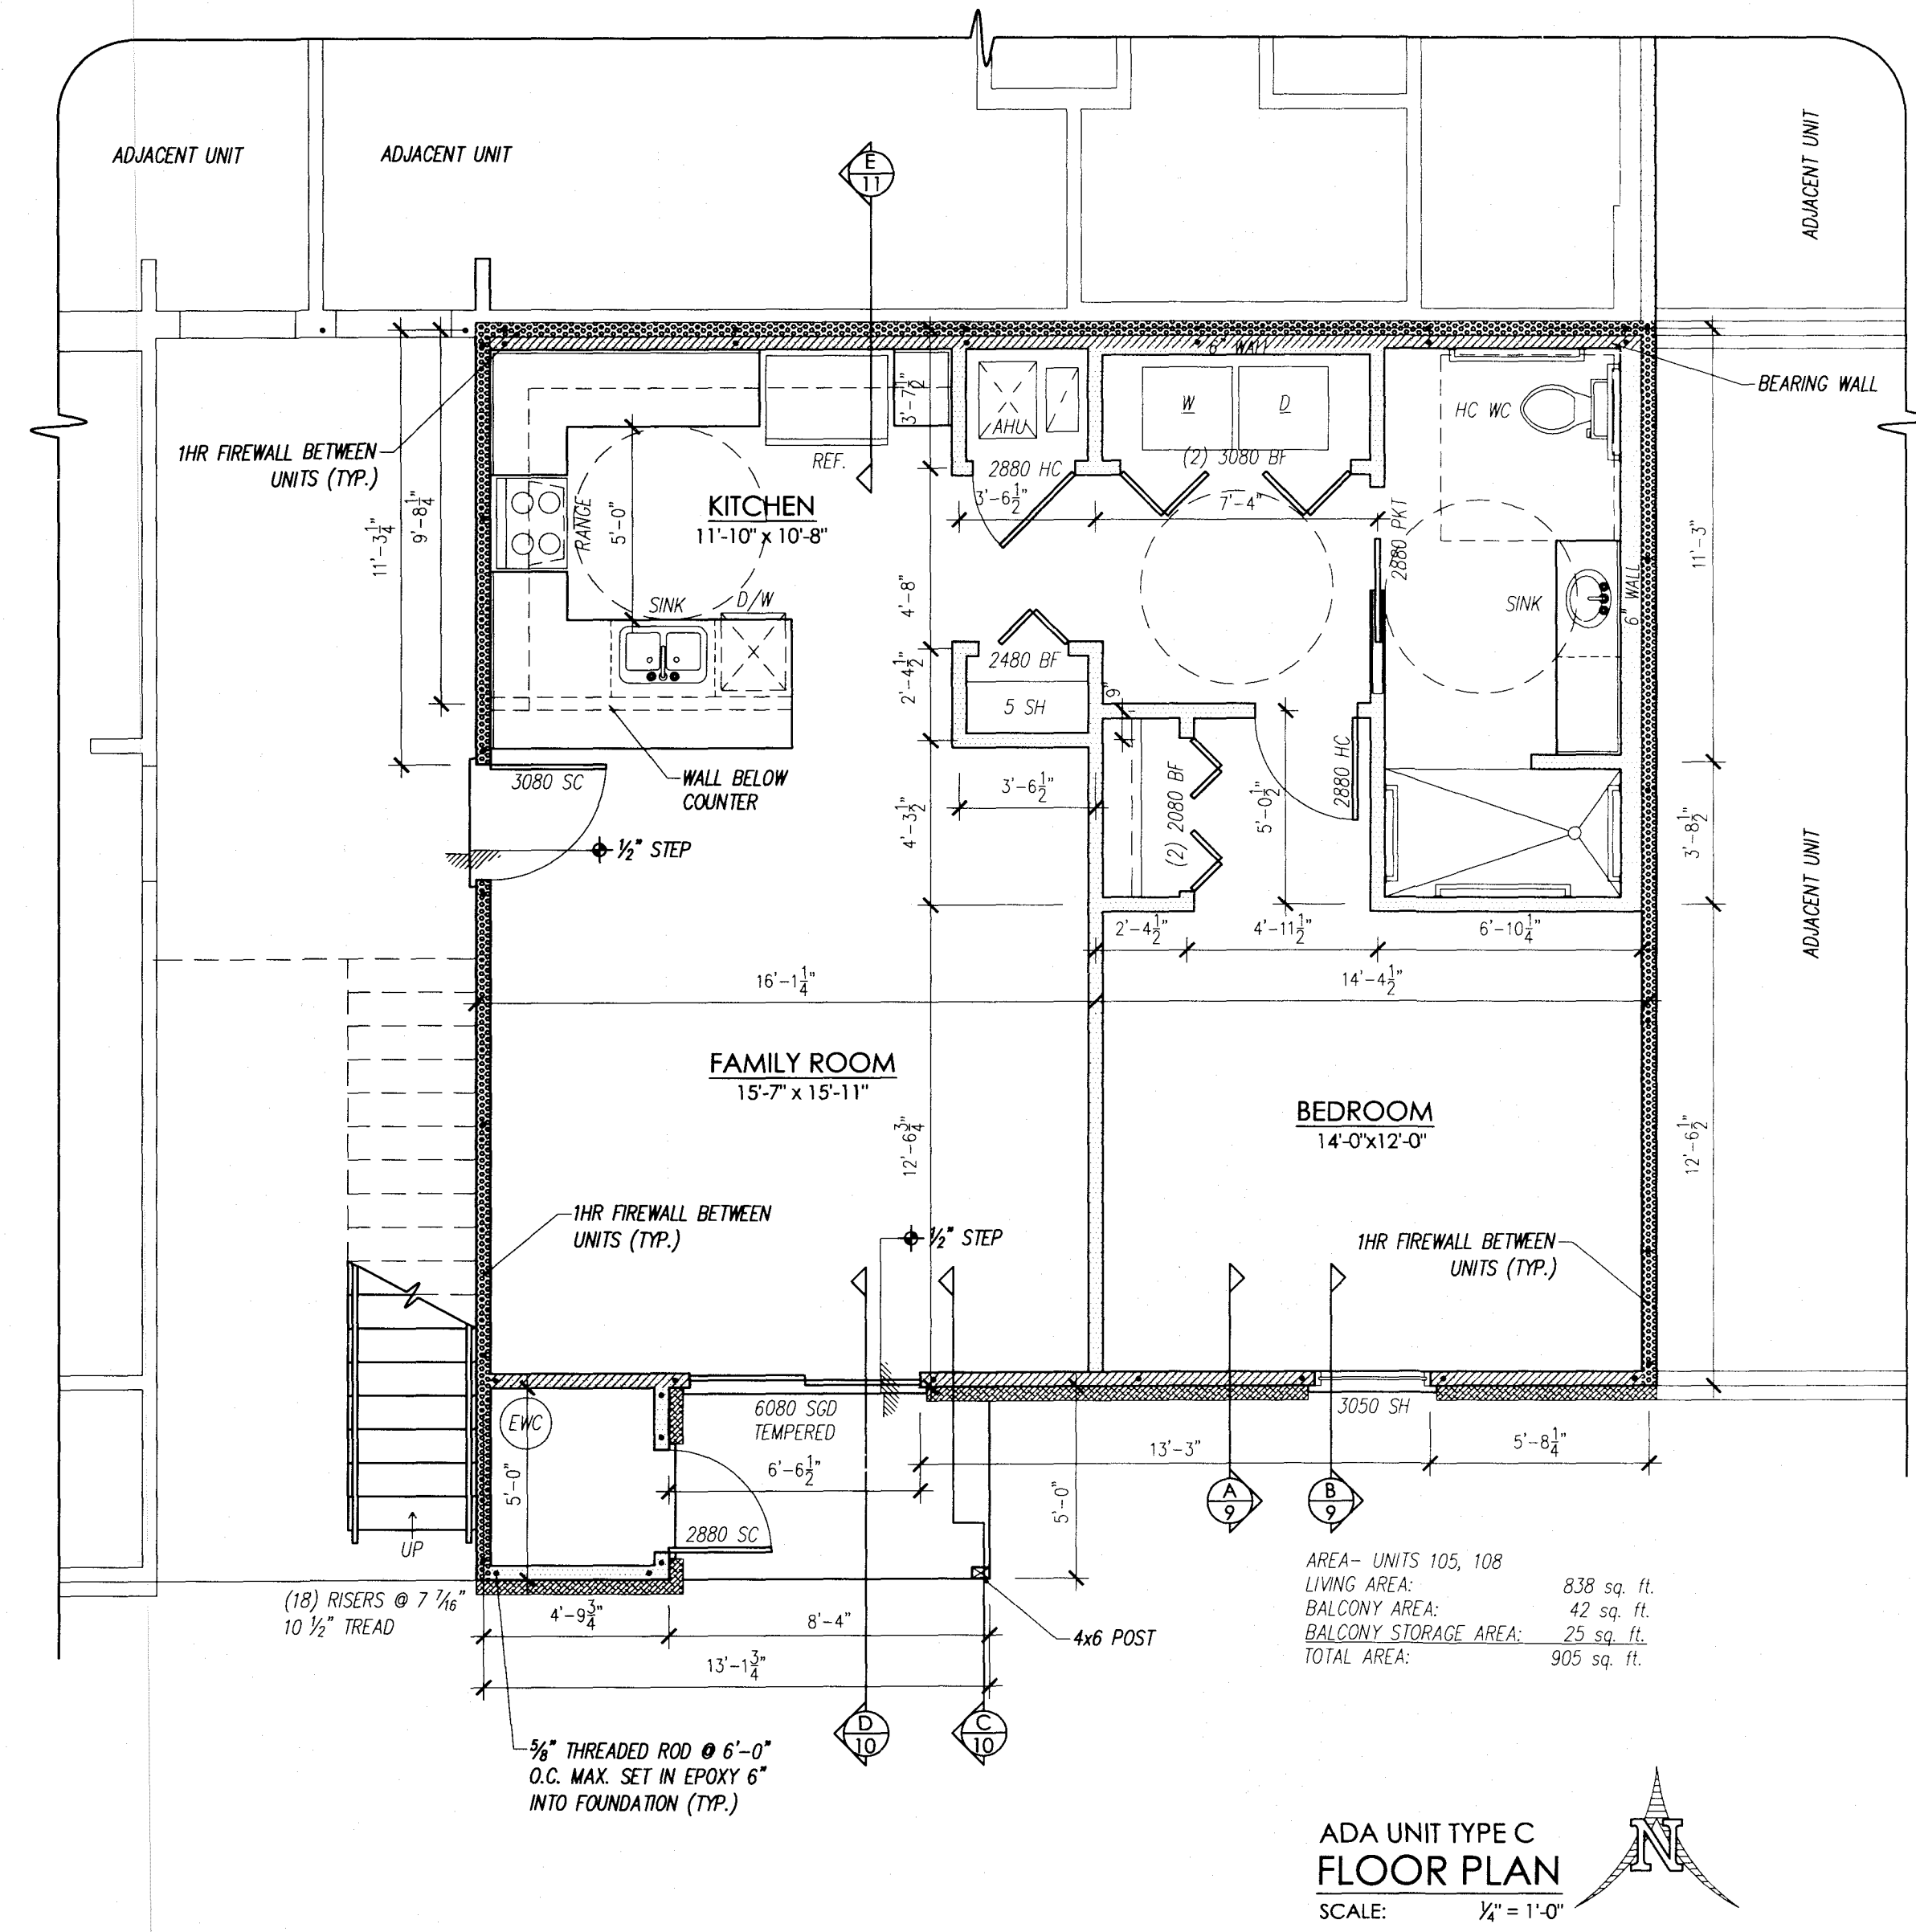 ADJACENT UNIT
ADJACENT UNIT
ADJACENT UNIT
E
11
6" WALL
BEARING WALL
1HR FIREWALL BETWEEN
UNITS (TYP.)
11'-3 1/4"
9'-8 1/4"
RANGE
5'-0"
KITCHEN
11'-10" x 10'-8"
REF.
3'-7 1/2"
AHU
W
D
HC WC
2880 HC
(2) 3080 BF
3'-6 1/2"
7'-4"
2880 PKT
11'-3"
SINK
D/W
4'-8"
SINK
6" WALL
2480 BF
2'-4 1/2"
5 SH
9"
3080 SC
WALL BELOW
COUNTER
3'-6 1/2"
4'-3 1/2"
(2) 2080 BF
5'-0 1/2"
2880 HC
3'-8 1/2"
1/2" STEP
ADJACENT UNIT
2'-4 1/2"
4'-11 1/2"
6'-10 1/4"
16'-1 1/4"
14'-4 1/2"
FAMILY ROOM
15'-7" x 15'-11"
12'-6 3/4"
BEDROOM
14'-0"x12'-0"
12'-6 1/2"
1HR FIREWALL BETWEEN
UNITS (TYP.)
1/2" STEP
1HR FIREWALL BETWEEN
UNITS (TYP.)
EWC
5'-0"
6080 SGD
TEMPERED
6'-6 1/2"
3050 SH
13'-3"
5'-8 1/4"
5'-0"
A
9
B
9
2880 SC
UP
(18) RISERS @ 7 7/16"
10 1/2" TREAD
4'-9 3/4"
8'-4"
13'-1 3/4"
4x6 POST
AREA- UNITS 105, 108
LIVING AREA: 838 sq. ft.
BALCONY AREA: 42 sq. ft.
BALCONY STORAGE AREA: 25 sq. ft.
TOTAL AREA: 905 sq. ft.
D
10
C
10
5/8" THREADED ROD @ 6'-0"
O.C. MAX. SET IN EPOXY 6"
INTO FOUNDATION (TYP.)
ADA UNIT TYPE C
FLOOR PLAN
SCALE: 1/4" = 1'-0"
N